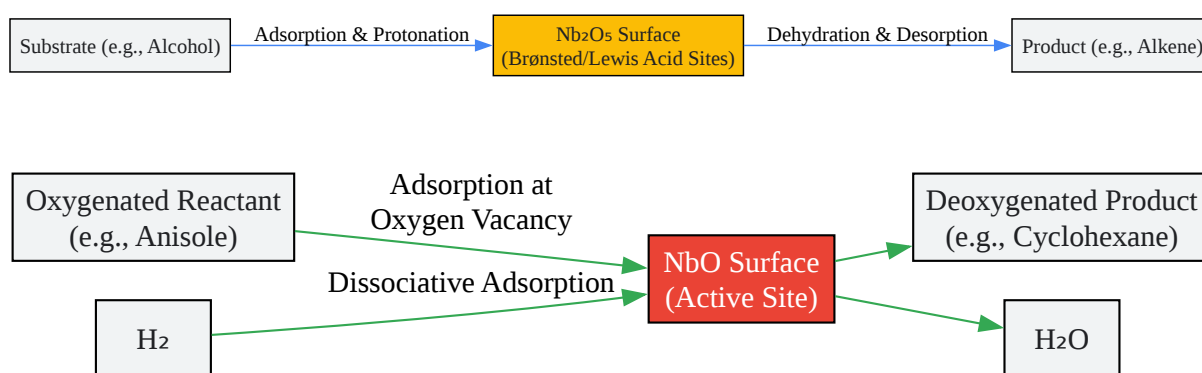 Substrate (e.g., Alcohol)
Adsorption & Protonation
Nb₂O₅ Surface
(Brønsted/Lewis Acid Sites)
Dehydration & Desorption
Product (e.g., Alkene)
Oxygenated Reactant
(e.g., Anisole)
Adsorption at
Oxygen Vacancy
Dissociative Adsorption
H₂
NbO Surface
(Active Site)
Deoxygenated Product
(e.g., Cyclohexane)
H₂O